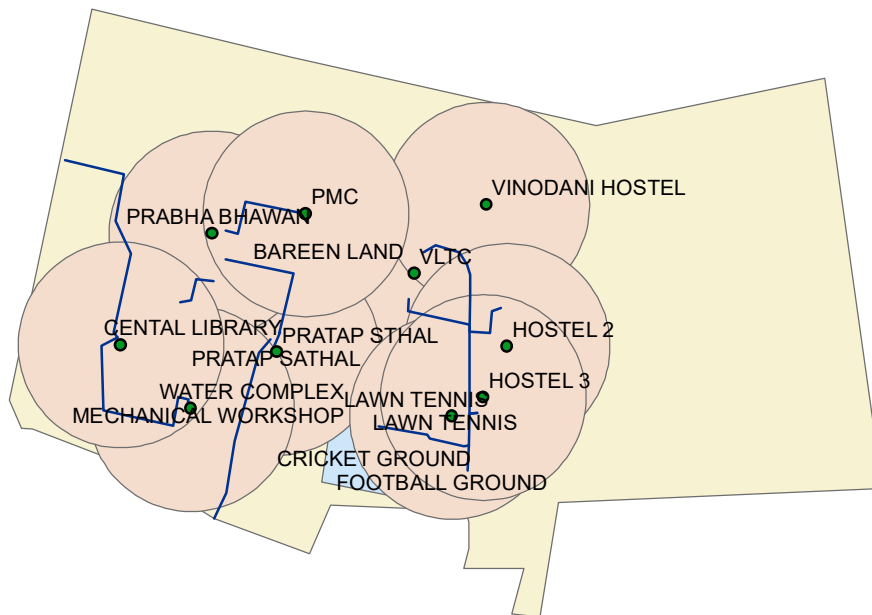 VINODANI HOSTEL
PMC
PRABHA BHAWAN
BAREEN LAND
VLTC
CENTAL LIBRARY
PRATAP STHAL
HOSTEL 2
PRATAP SATHAL
HOSTEL 3
WATER COMPLEX
LAWN TENNIS
MECHANICAL WORKSHOP
LAWN TENNIS
CRICKET GROUND
FOOTBALL GROUND